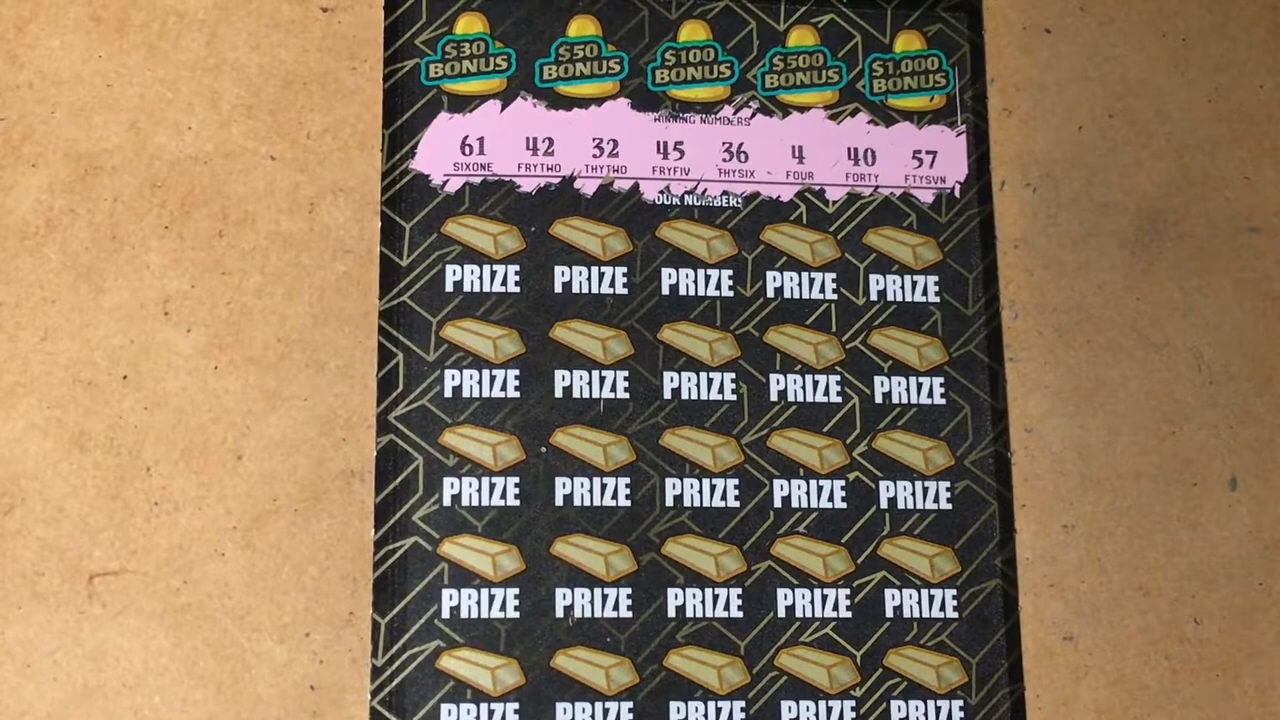 $30 BONUS $50 BONUS $100 BONUS $500 BONUS $1,000 BONUS
WINNING NUMBERS
61 42 32 45 36 4 40 57
SIXONE FRYTWO THYTWO FRYFIV THYSIX FOUR FORTY FTYSVN
OUR NUMBERS
PRIZE PRIZE PRIZE PRIZE PRIZE
PRIZE PRIZE PRIZE PRIZE PRIZE
PRIZE PRIZE PRIZE PRIZE PRIZE
PRIZE PRIZE PRIZE PRIZE PRIZE
PRIZE PRIZE PRIZE PRIZE PRIZE